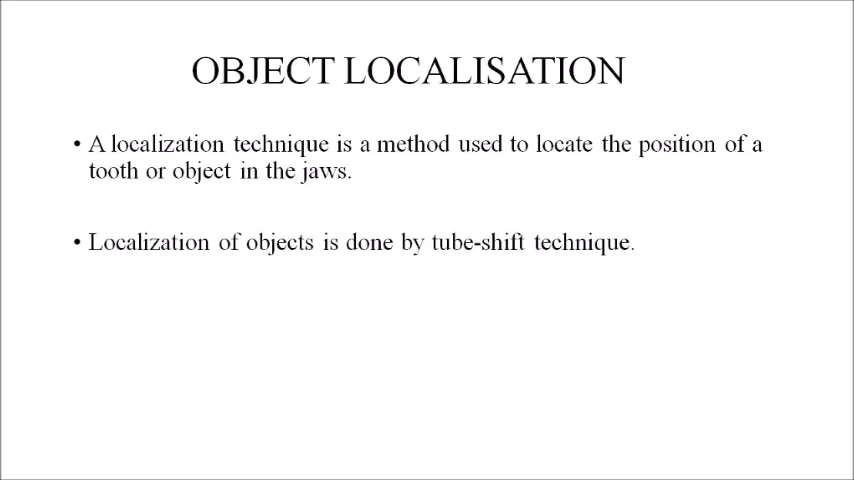 OBJECT LOCALISATION
• A localization technique is a method used to locate the position of a
tooth or object in the jaws.
• Localization of objects is done by tube-shift technique.